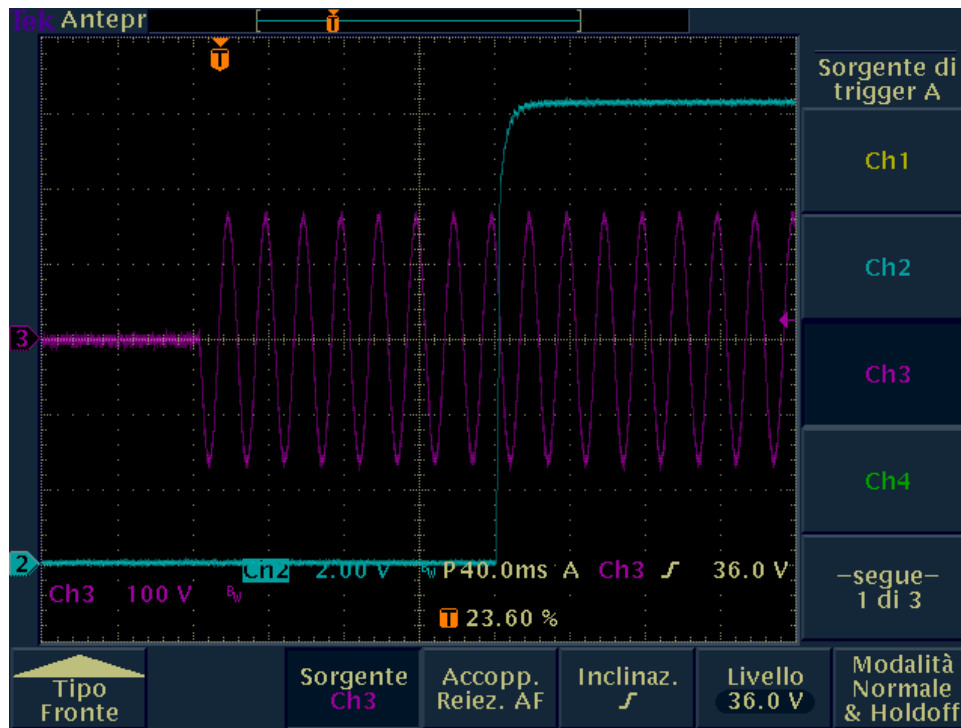 Tek Antepr
T
T
Sorgente di
trigger A
Ch1
Ch2
3
Ch3
Ch4
2
Ch2 2.00 V BW P 40.0ms A Ch3 ʃ 36.0 V
Ch3 100 V BW
T 23.60 %
–segue–
1 di 3
Tipo
Fronte
Sorgente
Ch3
Accopp.
Reiez. AF
Inclinaz.
ʃ
Livello
36.0 V
Modalità
Normale
& Holdoff